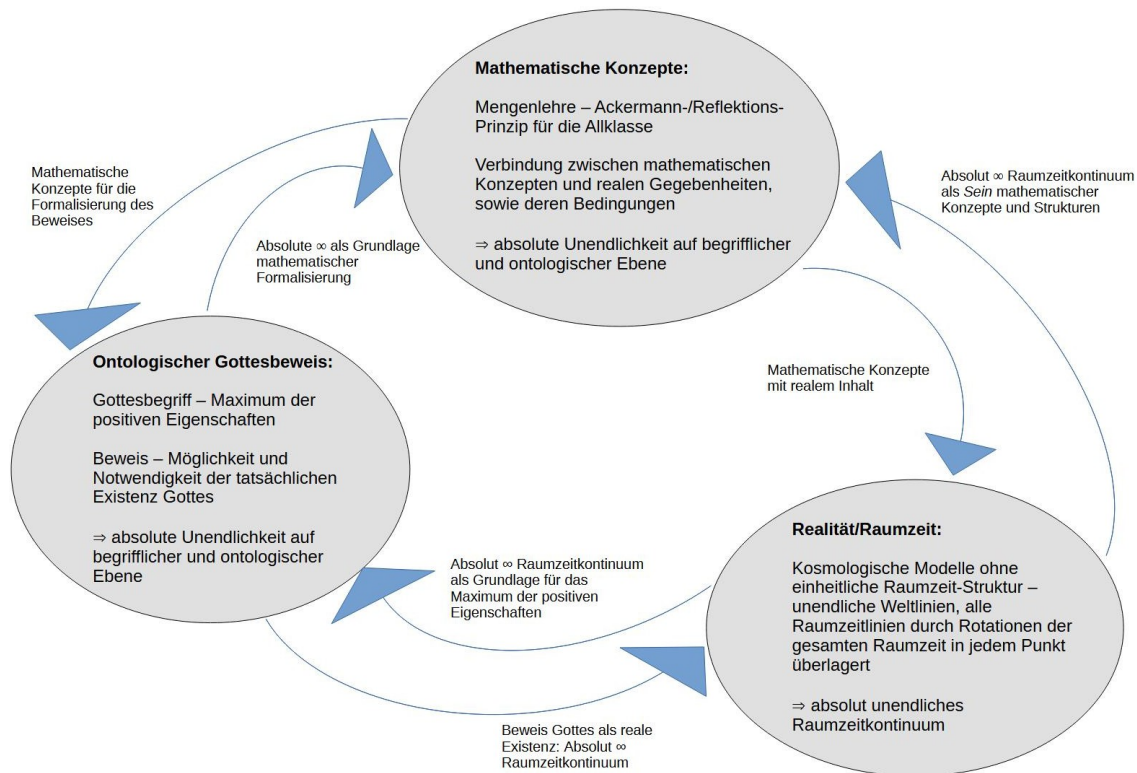 Mathematische Konzepte:
Mengenlehre – Ackermann-/Reflektions-
Prinzip für die Allklasse
Verbindung zwischen mathematischen
Konzepten und realen Gegebenheiten,
sowie deren Bedingungen
⇒ absolute Unendlichkeit auf begrifflicher
und ontologischer Ebene
Mathematische
Konzepte für die
Formalisierung des
Beweises
Absolute ∞ als Grundlage
mathematischer
Formalisierung
Absolut ∞ Raumzeitkontinuum
als Sein mathematischer
Konzepte und Strukturen
Mathematische Konzepte
mit realem Inhalt
Ontologischer Gottesbeweis:
Gottesbegriff – Maximum der
positiven Eigenschaften
Beweis – Möglichkeit und
Notwendigkeit der tatsächlichen
Existenz Gottes
⇒ absolute Unendlichkeit auf
begrifflicher und ontologischer
Ebene
Absolut ∞ Raumzeitkontinuum
als Grundlage für das
Maximum der positiven
Eigenschaften
Realität/Raumzeit:
Kosmologische Modelle ohne
einheitliche Raumzeit-Struktur –
unendliche Weltlinien, alle
Raumzeitlinien durch Rotationen der
gesamten Raumzeit in jedem Punkt
überlagert
⇒ absolut unendliches
Raumzeitkontinuum
Beweis Gottes als reale
Existenz: Absolut ∞
Raumzeitkontinuum